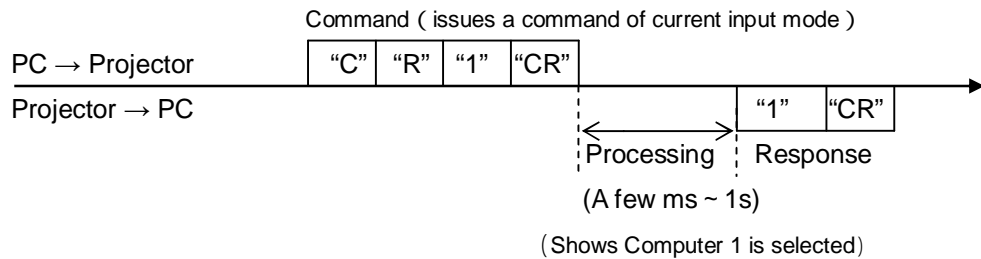 Command ( issues a command of current input mode )
PC → Projector “C” “R” “1” “CR”
Projector → PC “1” “CR”
Processing Response
(A few ms ~ 1s)
(Shows Computer 1 is selected)